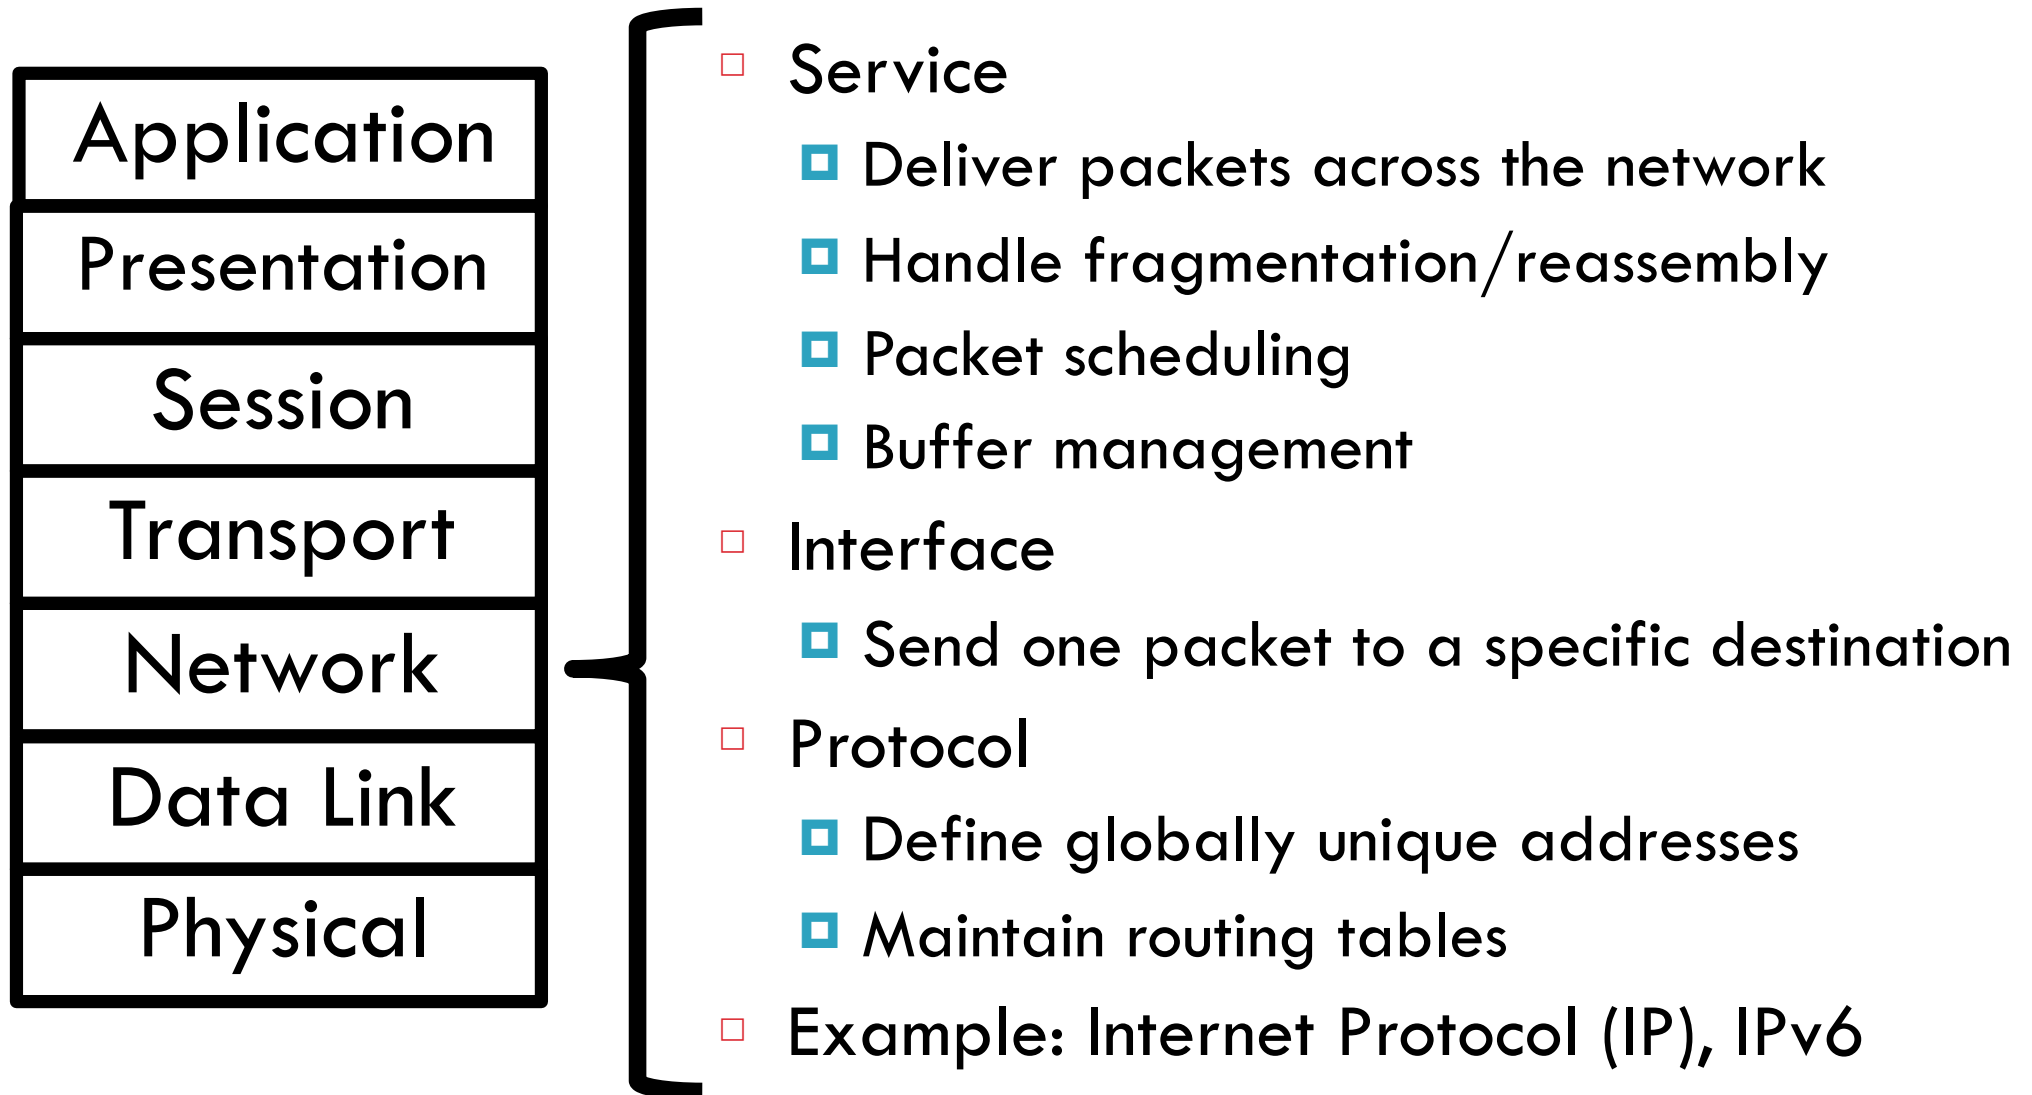 Application
Presentation
Session
Transport
Network
Data Link
Physical
Service
Deliver packets across the network
Handle fragmentation/reassembly
Packet scheduling
Buffer management
Interface
Send one packet to a specific destination
Protocol
Define globally unique addresses
Maintain routing tables
Example: Internet Protocol (IP), IPv6